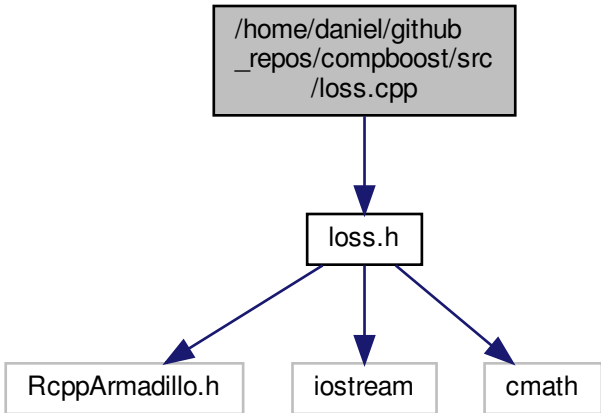 /home/daniel/github
_repos/compboost/src
/loss.cpp
loss.h
RcppArmadillo.h
iostream
cmath